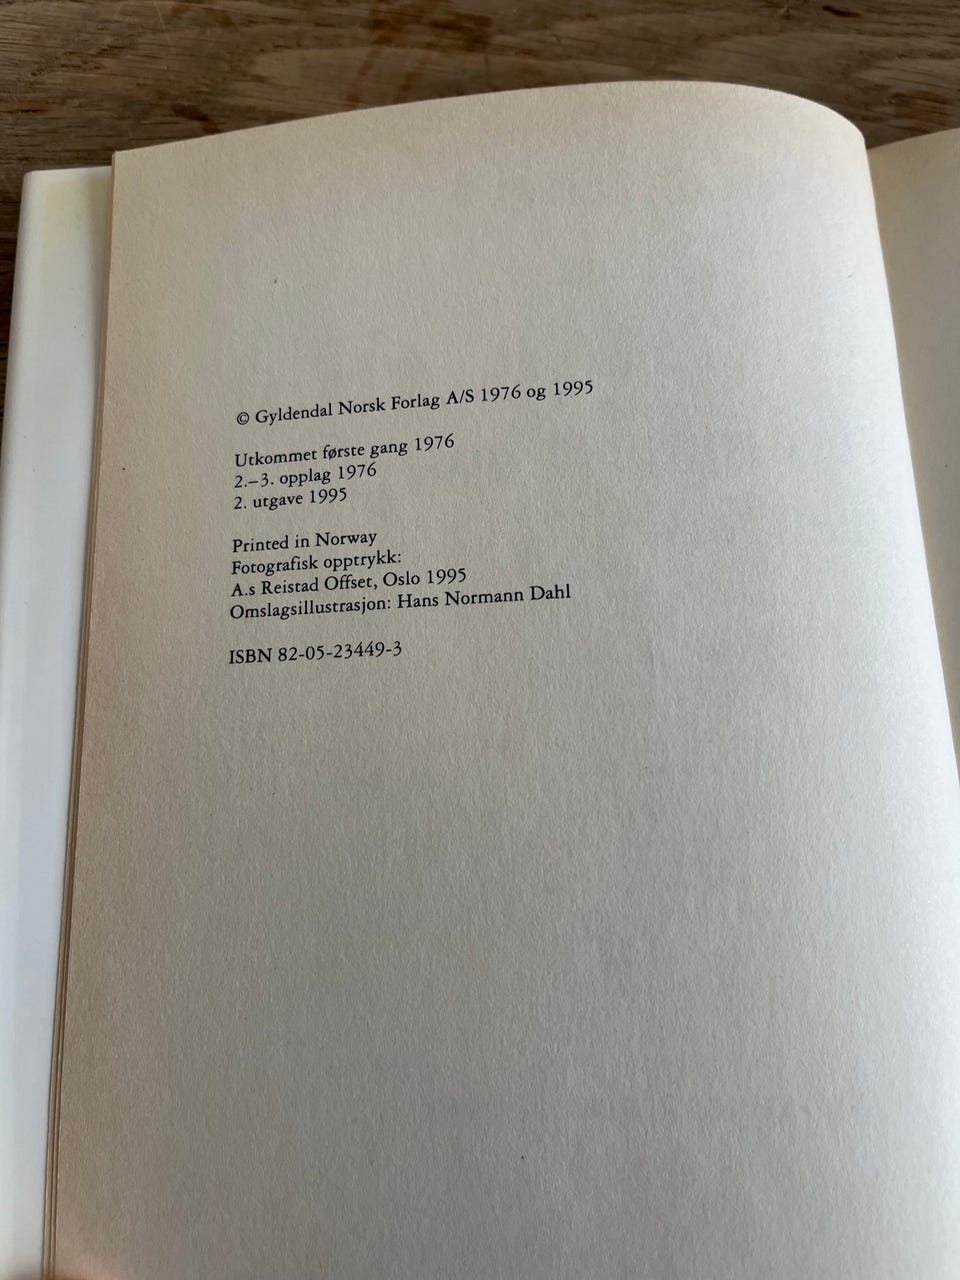 © Gyldendal Norsk Forlag A/S 1976 og 1995
Utkommet første gang 1976
2.–3. opplag 1976
2. utgave 1995
Printed in Norway
Fotografisk opptrykk:
A.s Reistad Offset, Oslo 1995
Omslagsillustrasjon: Hans Normann Dahl
ISBN 82-05-23449-3